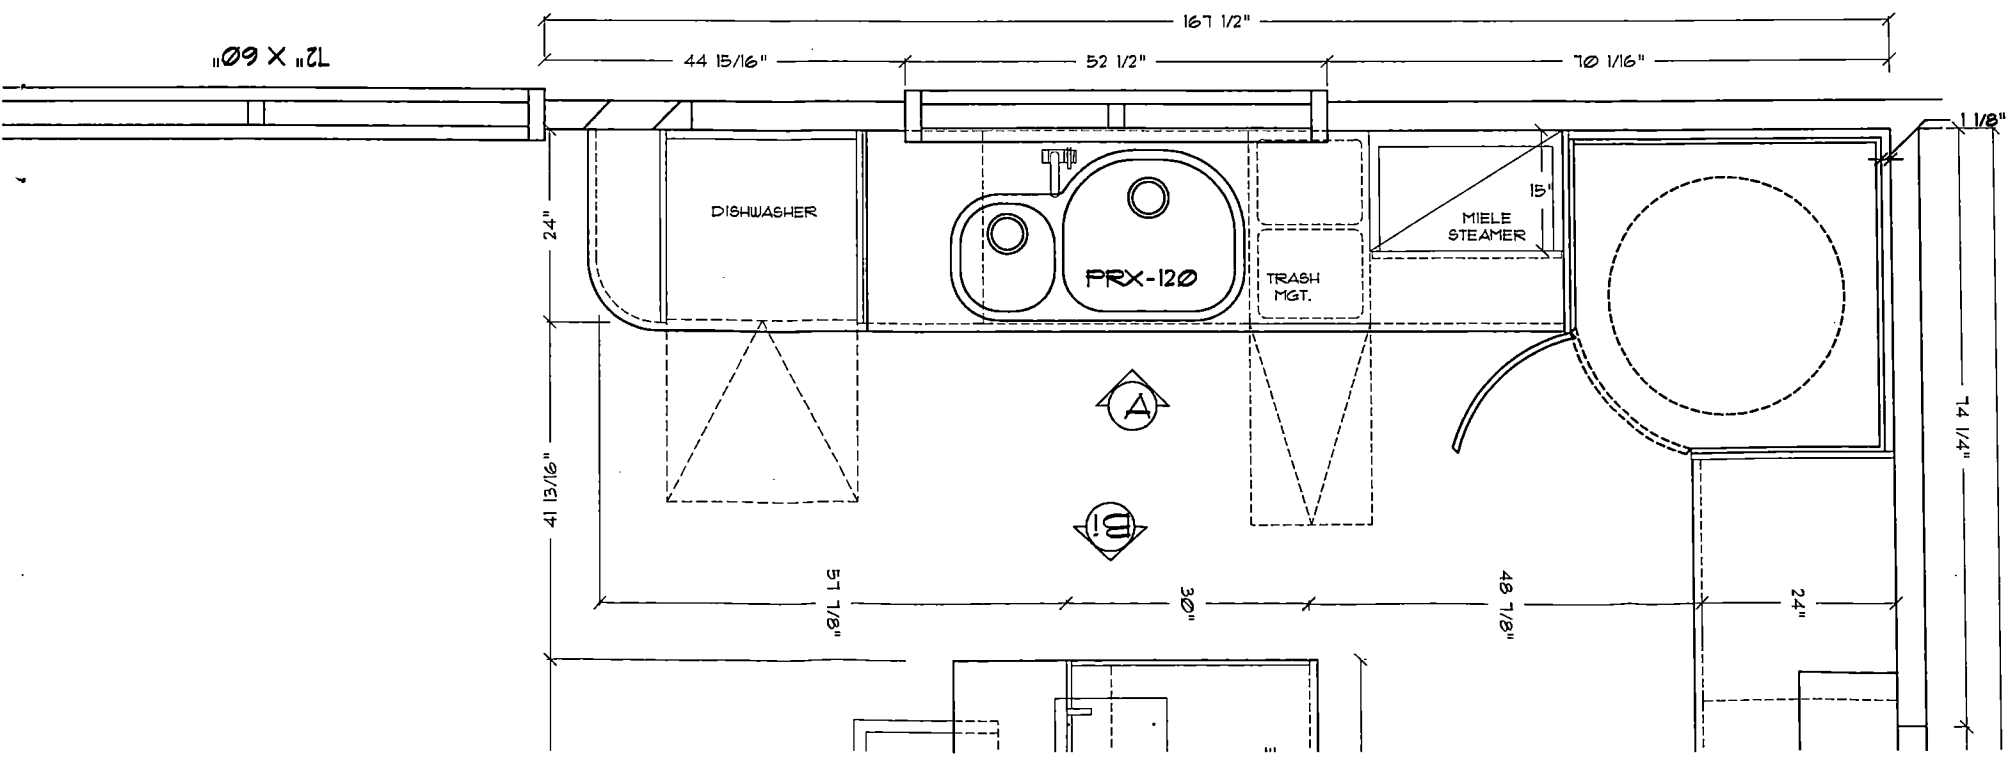 167 1/2"
72" X 60"
44 15/16"
52 1/2"
70 1/16"
1 1/8"
24"
DISHWASHER
15"
MIELE
STEAMER
PRX-120
TRASH
MGT.
A
74 1/4"
41 13/16"
57 7/8"
30"
48 7/8"
24"